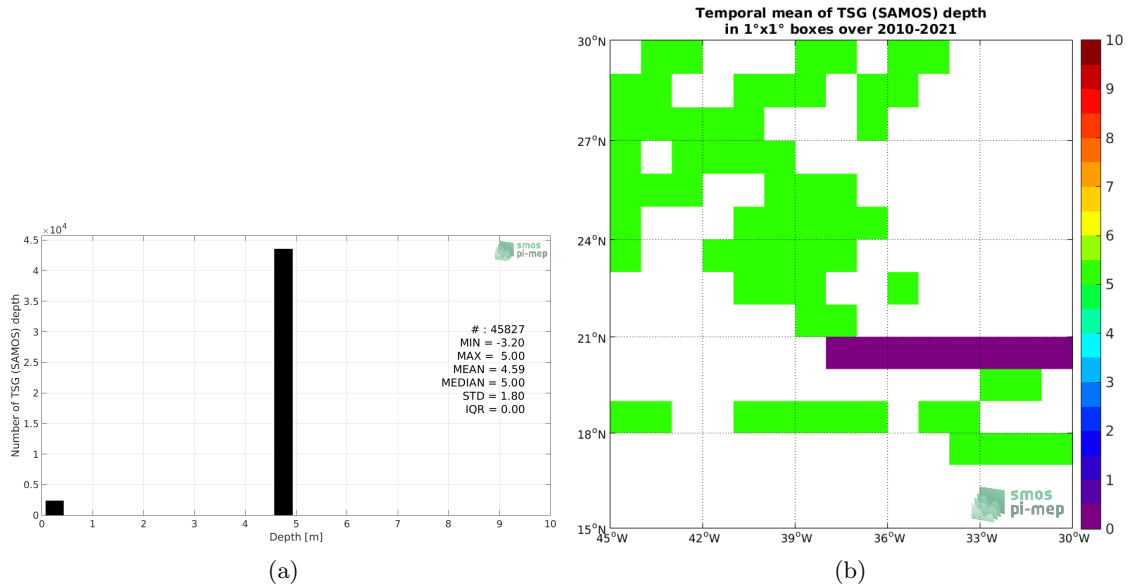 ×10⁴
4.5
4
3.5
3
2.5
2
1.5
1
0.5
0
Number of TSG (SAMOS) depth
smos
pi-mep
# : 45827
MIN = -3.20
MAX = 5.00
MEAN = 4.59
MEDIAN = 5.00
STD = 1.80
IQR = 0.00
0 1 2 3 4 5 6 7 8 9 10
Depth [m]
(a)
Temporal mean of TSG (SAMOS) depth
in 1°x1° boxes over 2010-2021
30°N
27°N
24°N
21°N
18°N
15°N
45°W 42°W 39°W 36°W 33°W 30°W
smos
pi-mep
10
9
8
7
6
5
4
3
2
1
0
(b)